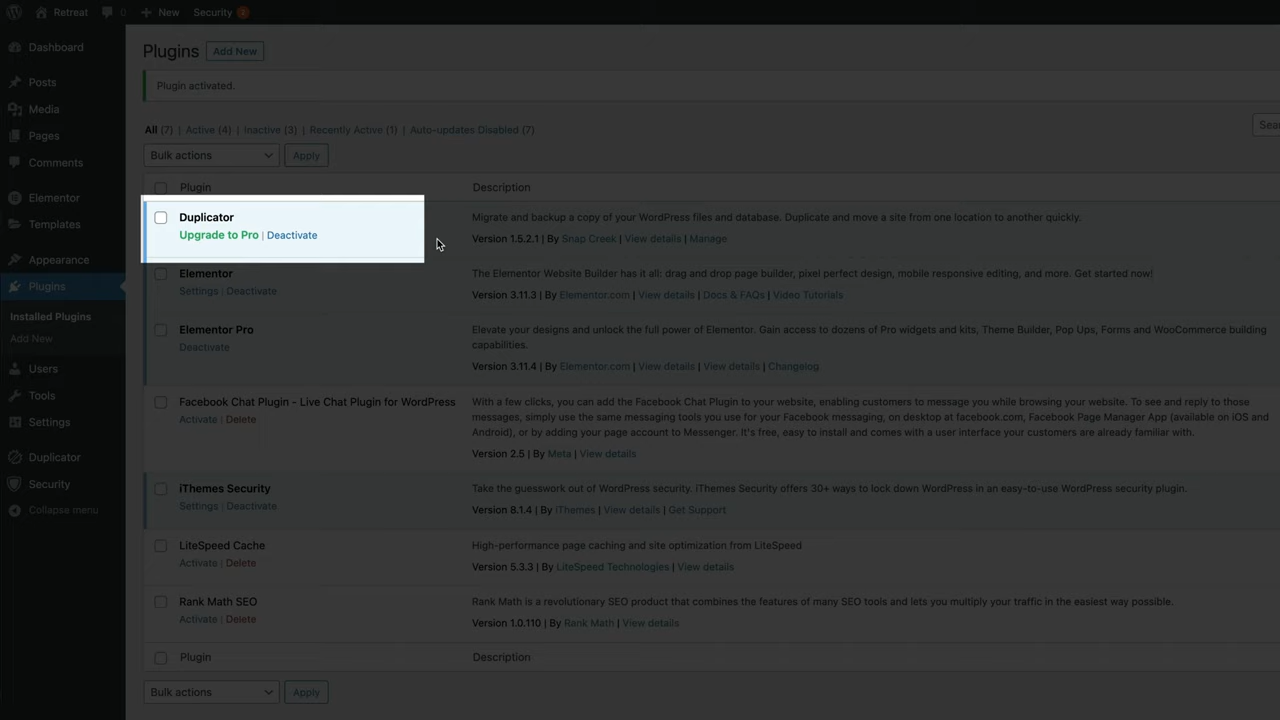 Retreat 0 New Security
Dashboard
Posts
Media
Pages
Comments
Elementor
Templates
Appearance
Plugins
Installed Plugins
Add New
Users
Tools
Settings
Duplicator
Security
Collapse menu
Plugins Add New
Plugin activated.
All (7) | Active (4) | Inactive (3) | Recently Active (1) | Auto-updates Disabled (7)
Bulk actions Apply
Plugin Description
Duplicator
Upgrade to Pro | Deactivate
Migrate and backup a copy of your WordPress files and database. Duplicate and move a site from one location to another quickly.
Version 1.5.2.1 | By Snap Creek | View details | Manage
Elementor
Settings | Deactivate
The Elementor Website Builder has it all: drag and drop page builder, pixel perfect design, mobile responsive editing, and more. Get started now!
Version 3.11.3 | By Elementor.com | View details | Docs & FAQs | Video Tutorials
Elementor Pro
Deactivate
Elevate your designs and unlock the full power of Elementor. Gain access to dozens of Pro widgets and kits, Theme Builder, Pop Ups, Forms and WooCommerce building
capabilities.
Version 3.11.4 | By Elementor.com | View details | View details | Changelog
Facebook Chat Plugin - Live Chat Plugin for WordPress
Activate | Delete
With a few clicks, you can add the Facebook Chat Plugin to your website, enabling customers to message you while browsing your website. To see and reply to those
messages, simply use the same messaging tools you use for your Facebook messaging, on desktop at facebook.com, Facebook Page Manager App (available on iOS and
Android), or by adding your page account to Messenger. It's free, easy to install and comes with a user interface your customers are already familiar with.
Version 2.5 | By Meta | View details
iThemes Security
Settings | Deactivate
Take the guesswork out of WordPress security. iThemes Security offers 30+ ways to lock down WordPress in an easy-to-use WordPress security plugin.
Version 8.1.4 | By iThemes | View details | Get Support
LiteSpeed Cache
Activate | Delete
High-performance page caching and site optimization from LiteSpeed
Version 5.3.3 | By LiteSpeed Technologies | View details
Rank Math SEO
Activate | Delete
Rank Math is a revolutionary SEO product that combines the features of many SEO tools and lets you multiply your traffic in the easiest way possible.
Version 1.0.110 | By Rank Math | View details
Plugin Description
Bulk actions Apply